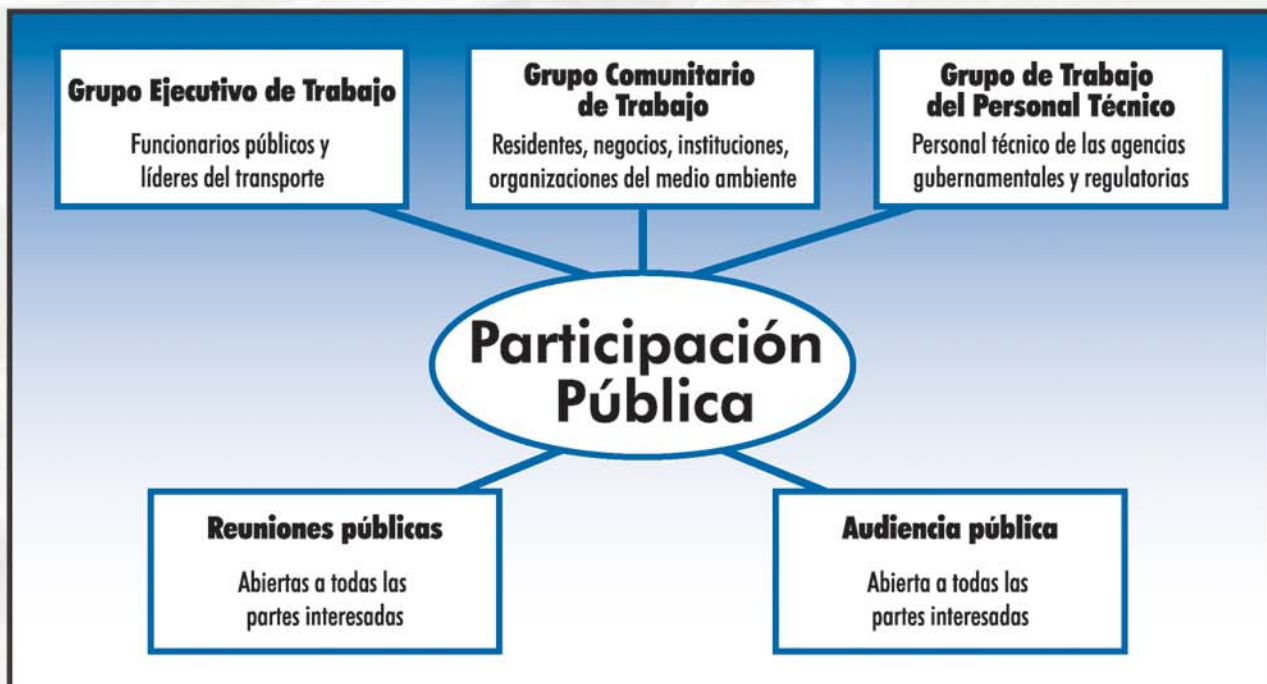 Grupo Ejecutivo de Trabajo
Funcionarios públicos y
líderes del transporte
Grupo Comunitario
de Trabajo
Residentes, negocios, instituciones,
organizaciones del medio ambiente
Grupo de Trabajo
del Personal Técnico
Personal técnico de las agencias
gubernamentales y regulatorias
Participación
Pública
Reuniones públicas
Abiertas a todas las
partes interesadas
Audiencia pública
Abierta a todas las
partes interesadas